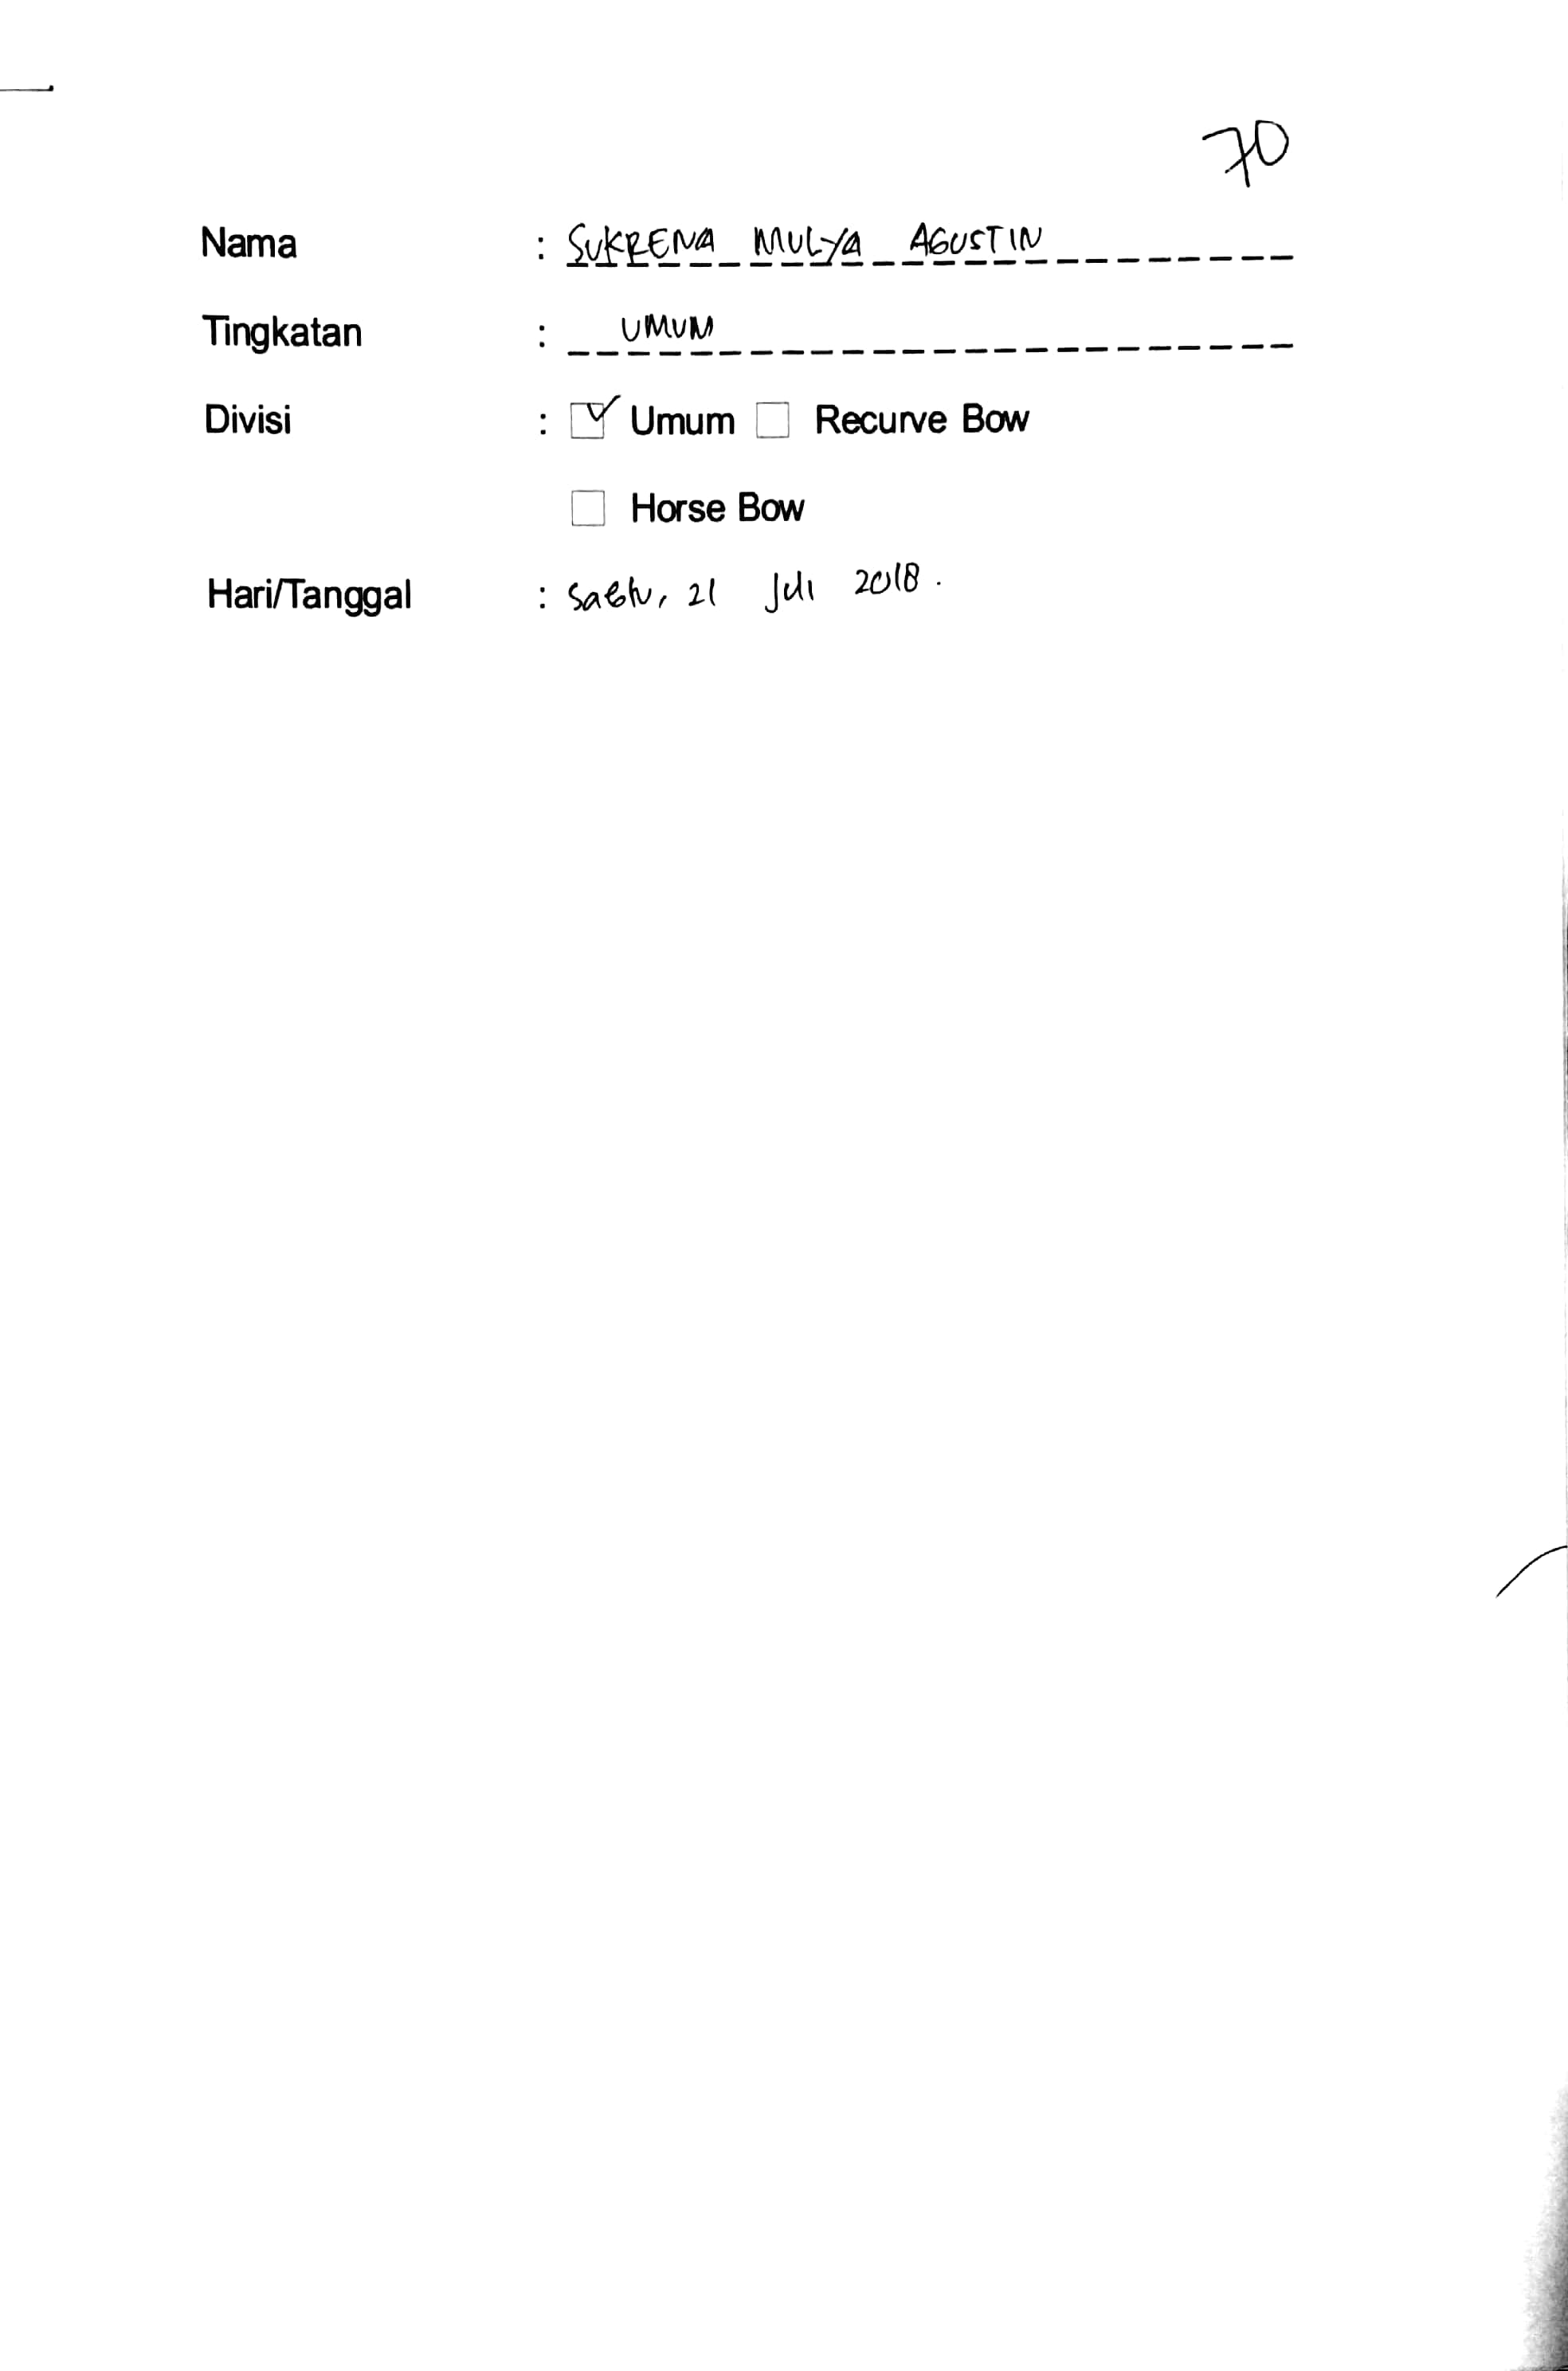 70
Nama : SUKRENA MULYA AGUSTIN
Tingkatan : UMUM
Divisi : Umum Recurve Bow
Horse Bow
Hari/Tanggal : Sabtu, 21 Juli 2018.